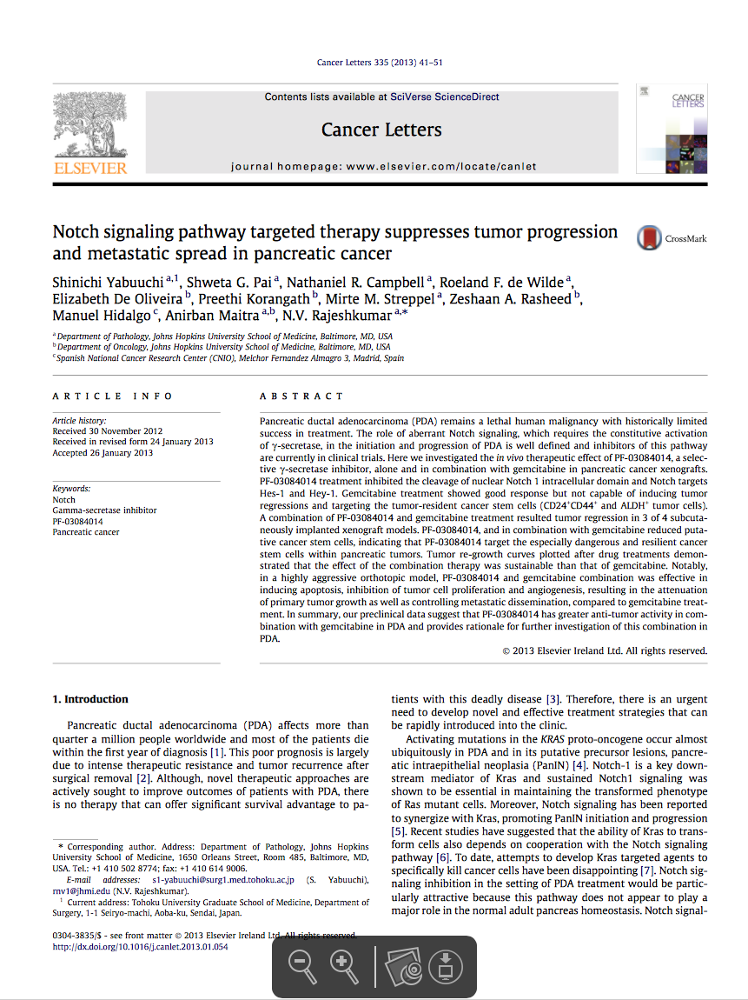 Cancer Letters 335 (2013) 41–51
Contents lists available at SciVerse ScienceDirect
Cancer Letters
journal homepage: www.elsevier.com/locate/canlet
ELSEVIER
CANCER
LETTERS
Notch signaling pathway targeted therapy suppresses tumor progression
and metastatic spread in pancreatic cancer
CrossMark
Shinichi Yabuuchi a,1, Shweta G. Pai a, Nathaniel R. Campbell a, Roeland F. de Wilde a,
Elizabeth De Oliveira b, Preethi Korangath b, Mirte M. Streppel a, Zeshaan A. Rasheed b,
Manuel Hidalgo c, Anirban Maitra a,b, N.V. Rajeshkumar a,*
a Department of Pathology, Johns Hopkins University School of Medicine, Baltimore, MD, USA
b Department of Oncology, Johns Hopkins University School of Medicine, Baltimore, MD, USA
c Spanish National Cancer Research Center (CNIO), Melchor Fernandez Almagro 3, Madrid, Spain
ARTICLE INFO
Article history:
Received 30 November 2012
Received in revised form 24 January 2013
Accepted 26 January 2013
Keywords:
Notch
Gamma-secretase inhibitor
PF-03084014
Pancreatic cancer
ABSTRACT
Pancreatic ductal adenocarcinoma (PDA) remains a lethal human malignancy with historically limited
success in treatment. The role of aberrant Notch signaling, which requires the constitutive activation
of γ-secretase, in the initiation and progression of PDA is well defined and inhibitors of this pathway
are currently in clinical trials. Here we investigated the in vivo therapeutic effect of PF-03084014, a selec-
tive γ-secretase inhibitor, alone and in combination with gemcitabine in pancreatic cancer xenografts.
PF-03084014 treatment inhibited the cleavage of nuclear Notch 1 intracellular domain and Notch targets
Hes-1 and Hey-1. Gemcitabine treatment showed good response but not capable of inducing tumor
regressions and targeting the tumor-resident cancer stem cells (CD24+CD44+ and ALDH+ tumor cells).
A combination of PF-03084014 and gemcitabine treatment resulted tumor regression in 3 of 4 subcuta-
neously implanted xenograft models. PF-03084014, and in combination with gemcitabine reduced puta-
tive cancer stem cells, indicating that PF-03084014 target the especially dangerous and resilient cancer
stem cells within pancreatic tumors. Tumor re-growth curves plotted after drug treatments demon-
strated that the effect of the combination therapy was sustainable than that of gemcitabine. Notably,
in a highly aggressive orthotopic model, PF-03084014 and gemcitabine combination was effective in
inducing apoptosis, inhibition of tumor cell proliferation and angiogenesis, resulting in the attenuation
of primary tumor growth as well as controlling metastatic dissemination, compared to gemcitabine treat-
ment. In summary, our preclinical data suggest that PF-03084014 has greater anti-tumor activity in com-
bination with gemcitabine in PDA and provides rationale for further investigation of this combination in
PDA.
© 2013 Elsevier Ireland Ltd. All rights reserved.
1. Introduction
Pancreatic ductal adenocarcinoma (PDA) affects more than
quarter a million people worldwide and most of the patients die
within the first year of diagnosis [1]. This poor prognosis is largely
due to intense therapeutic resistance and tumor recurrence after
surgical removal [2]. Although, novel therapeutic approaches are
actively sought to improve outcomes of patients with PDA, there
is no therapy that can offer significant survival advantage to pa-
* Corresponding author. Address: Department of Pathology, Johns Hopkins
University School of Medicine, 1650 Orleans Street, Room 485, Baltimore, MD,
USA. Tel.: +1 410 502 8774; fax: +1 410 614 9006.
E-mail addresses: s1-yabuuchi@surg1.med.tohoku.ac.jp (S. Yabuuchi),
rnv1@jhmi.edu (N.V. Rajeshkumar).
1 Current address: Tohoku University Graduate School of Medicine, Department of
Surgery, 1-1 Seiryo-machi, Aoba-ku, Sendai, Japan.
0304-3835/$ - see front matter © 2013 Elsevier Ireland Ltd. All rights reserved.
http://dx.doi.org/10.1016/j.canlet.2013.01.054
tients with this deadly disease [3]. Therefore, there is an urgent
need to develop novel and effective treatment strategies that can
be rapidly introduced into the clinic.
Activating mutations in the KRAS proto-oncogene occur almost
ubiquitously in PDA and in its putative precursor lesions, pancre-
atic intraepithelial neoplasia (PanIN) [4]. Notch-1 is a key down-
stream mediator of Kras and sustained Notch1 signaling was
shown to be essential in maintaining the transformed phenotype
of Ras mutant cells. Moreover, Notch signaling has been reported
to synergize with Kras, promoting PanIN initiation and progression
[5]. Recent studies have suggested that the ability of Kras to trans-
form cells also depends on cooperation with the Notch signaling
pathway [6]. To date, attempts to develop Kras targeted agents to
specifically kill cancer cells have been disappointing [7]. Notch sig-
naling inhibition in the setting of PDA treatment would be partic-
ularly attractive because this pathway does not appear to play a
major role in the normal adult pancreas homeostasis. Notch signal-